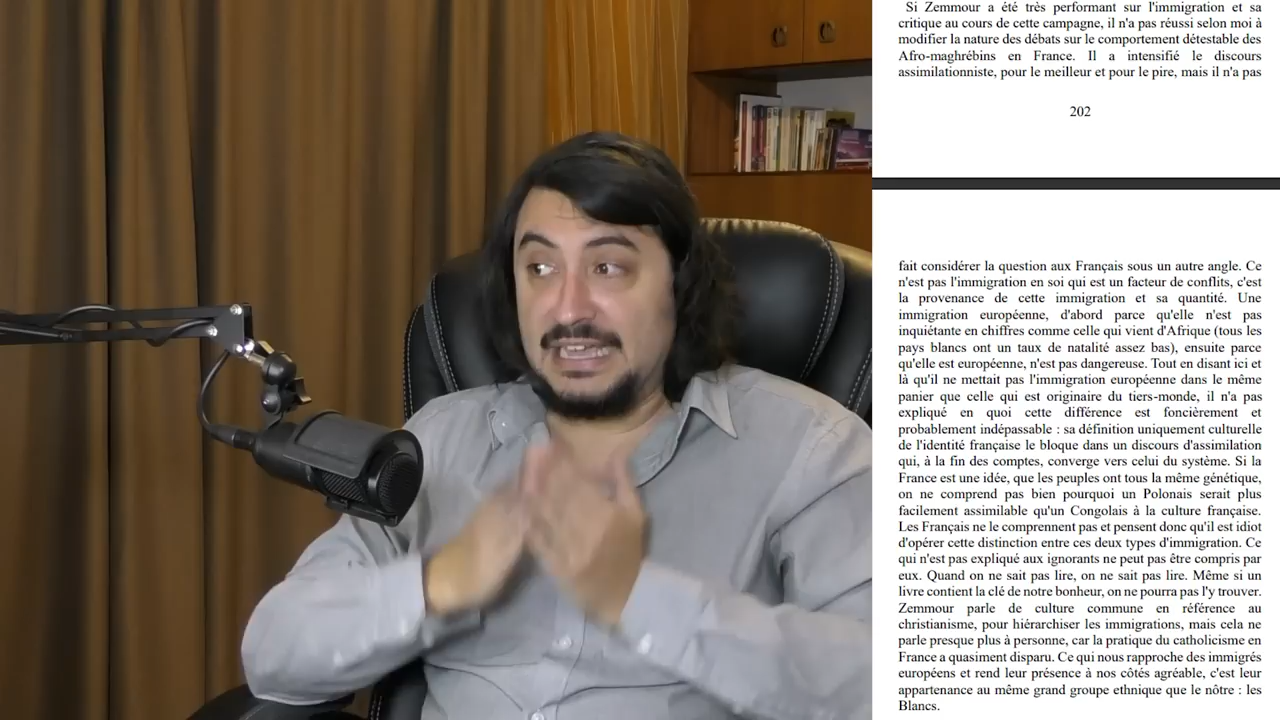 Si Zemmour a été très performant sur l'immigration et sa
critique au cours de cette campagne, il n'a pas réussi selon moi à
modifier la nature des débats sur le comportement détestable des
Afro-maghrébins en France. Il a intensifié le discours
assimilationniste, pour le meilleur et pour le pire, mais il n'a pas
202
fait considérer la question aux Français sous un autre angle. Ce
n'est pas l'immigration en soi qui est un facteur de conflits, c'est
la provenance de cette immigration et sa quantité. Une
immigration européenne, d'abord parce qu'elle n'est pas
inquiétante en chiffres comme celle qui vient d'Afrique (tous les
pays blancs ont un taux de natalité assez bas), ensuite parce
qu'elle est européenne, n'est pas dangereuse. Tout en disant ici et
là qu'il ne mettait pas l'immigration européenne dans le même
panier que celle qui est originaire du tiers-monde, il n'a pas
expliqué en quoi cette différence est foncièrement et
probablement indépassable : sa définition uniquement culturelle
de l'identité française le bloque dans un discours d'assimilation
qui, à la fin des comptes, converge vers celui du système. Si la
France est une idée, que les peuples ont tous la même génétique,
on ne comprend pas bien pourquoi un Polonais serait plus
facilement assimilable qu'un Congolais à la culture française.
Les Français ne le comprennent pas et pensent donc qu'il est idiot
d'opérer cette distinction entre ces deux types d'immigration. Ce
qui n'est pas expliqué aux ignorants ne peut pas être compris par
eux. Quand on ne sait pas lire, on ne sait pas lire. Même si un
livre contient la clé de notre bonheur, on ne pourra pas l'y trouver.
Zemmour parle de culture commune en référence au
christianisme, pour hiérarchiser les immigrations, mais cela ne
parle presque plus à personne, car la pratique du catholicisme en
France a quasiment disparu. Ce qui nous rapproche des immigrés
européens et rend leur présence à nos côtés agréable, c'est leur
appartenance au même grand groupe ethnique que le nôtre : les
Blancs.